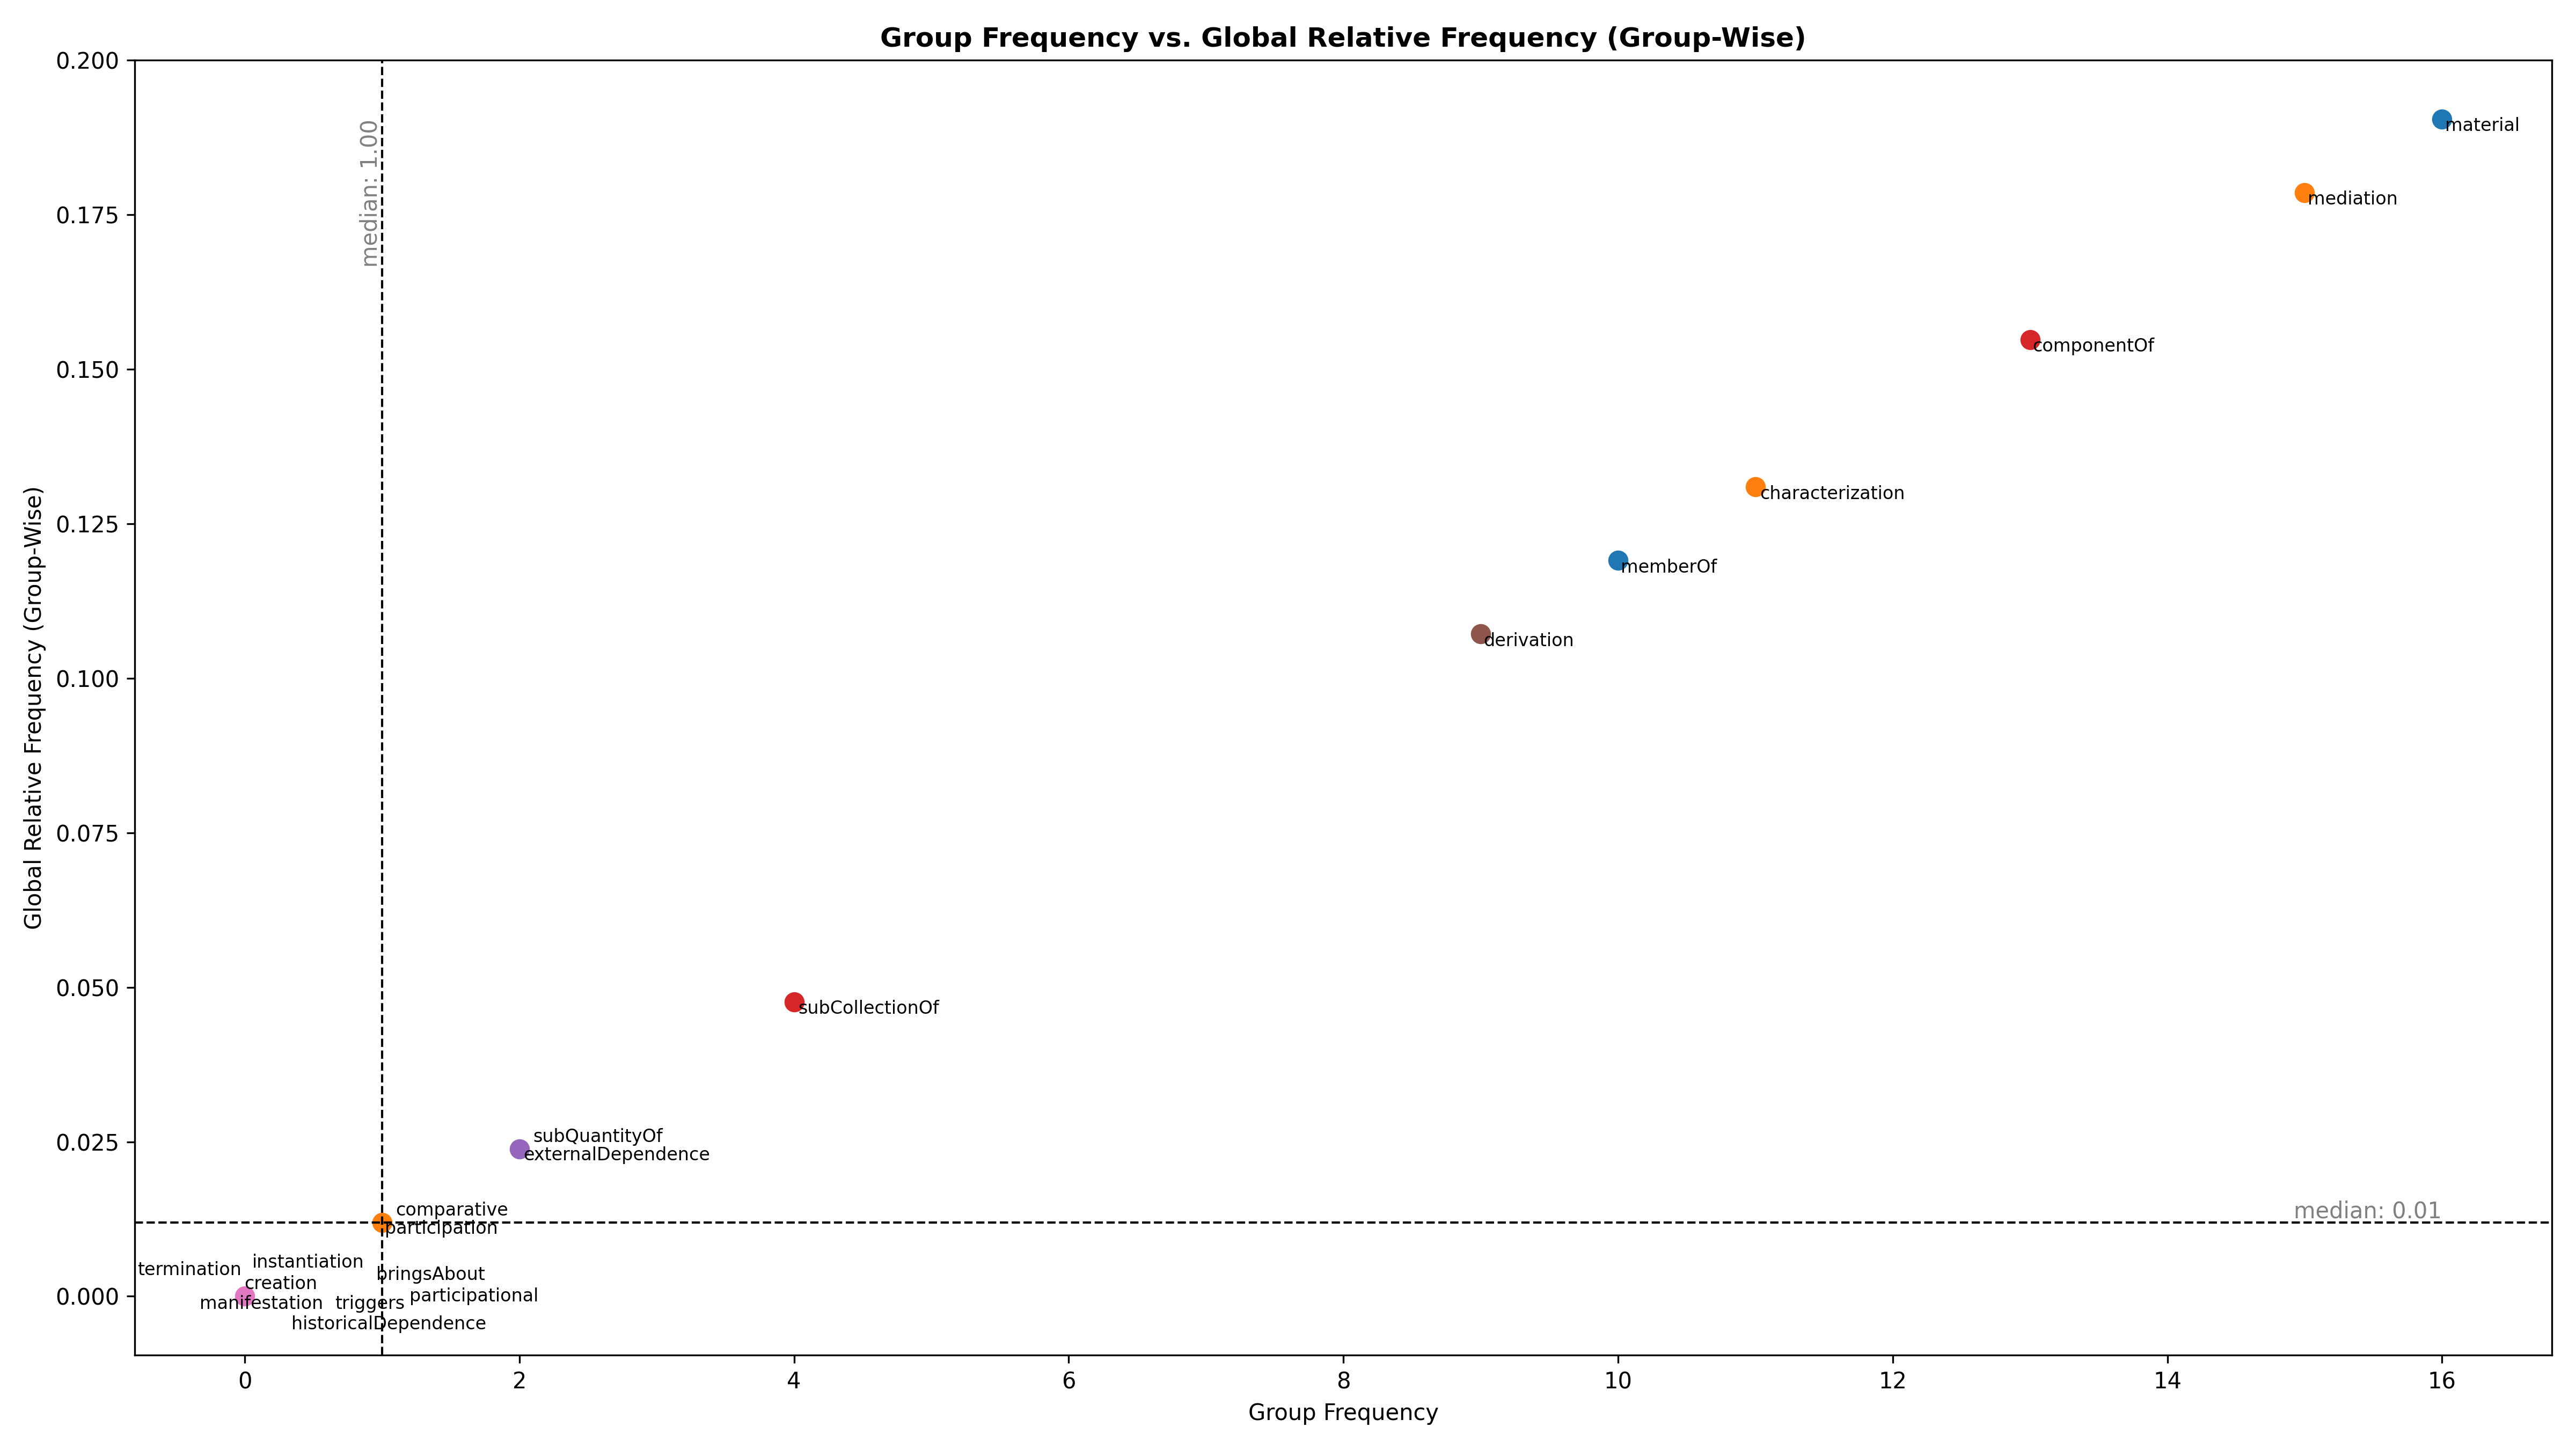 Group Frequency vs. Global Relative Frequency (Group-Wise)
Global Relative Frequency (Group-Wise)
0.200
0.175
0.150
0.125
0.100
0.075
0.050
0.025
0.000
median: 1.00
material
mediation
componentOf
characterization
memberOf
derivation
subCollectionOf
subQuantityOf
externalDependence
comparative
participation
median: 0.01
instantiation
termination
bringsAbout
creation
participational
manifestation
triggers
historicalDependence
0
2
4
6
8
10
12
14
16
Group Frequency